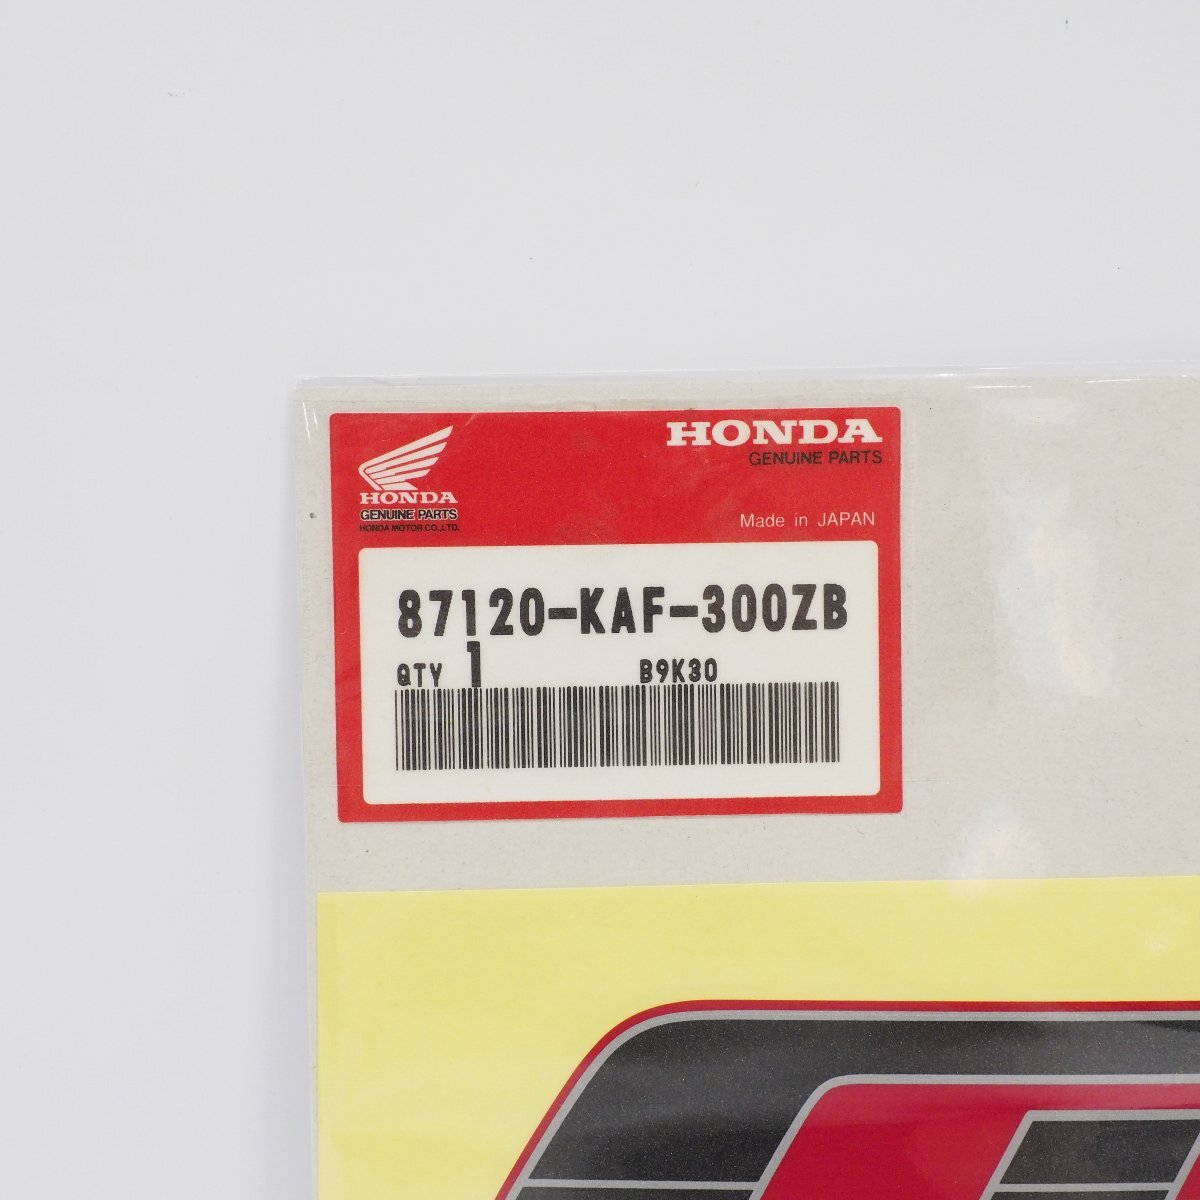 HONDA
GENUINE PARTS
HONDA
GENUINE PARTS
HONDA MOTOR CO.,LTD.
Made in JAPAN
87120-KAF-300ZB
QTY 1 B9K30